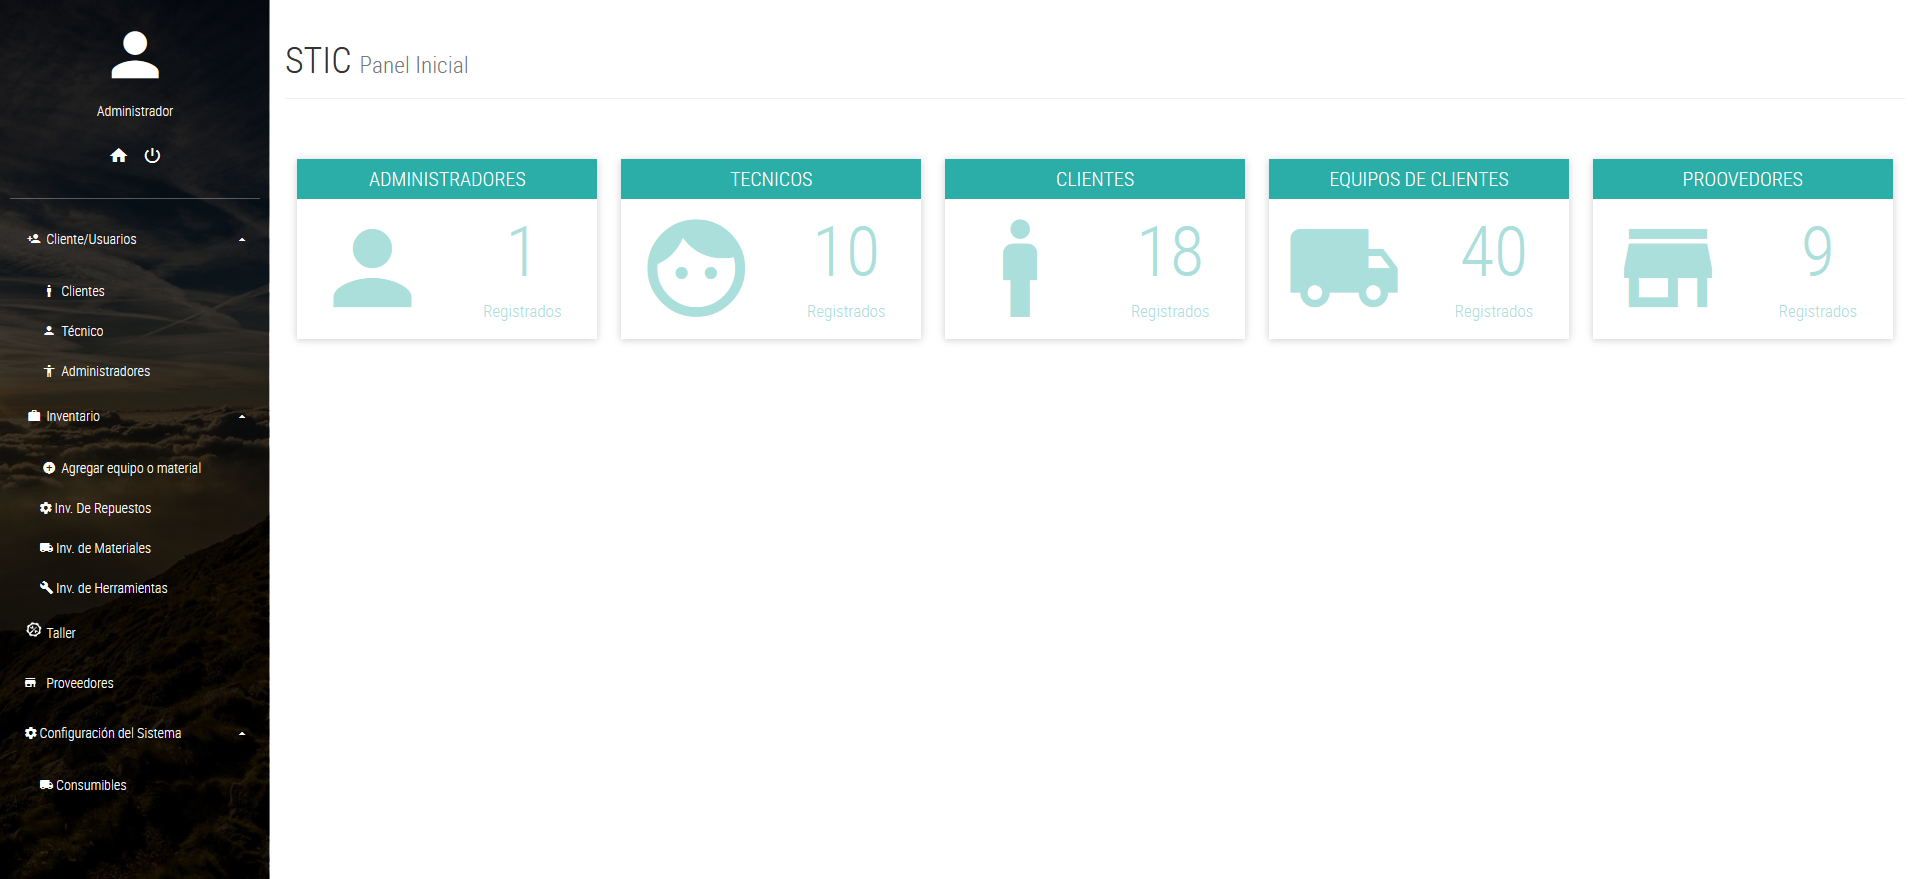 Administrador
Cliente/Usuarios
Clientes
Técnico
Administradores
Inventario
Agregar equipo o material
Inv. De Repuestos
Inv. de Materiales
Inv. de Herramientas
Taller
Proveedores
Configuración del Sistema
Consumibles
STIC Panel Inicial
ADMINISTRADORES
1
Registrados
TECNICOS
10
Registrados
CLIENTES
18
Registrados
EQUIPOS DE CLIENTES
40
Registrados
PROOVEDORES
9
Registrados